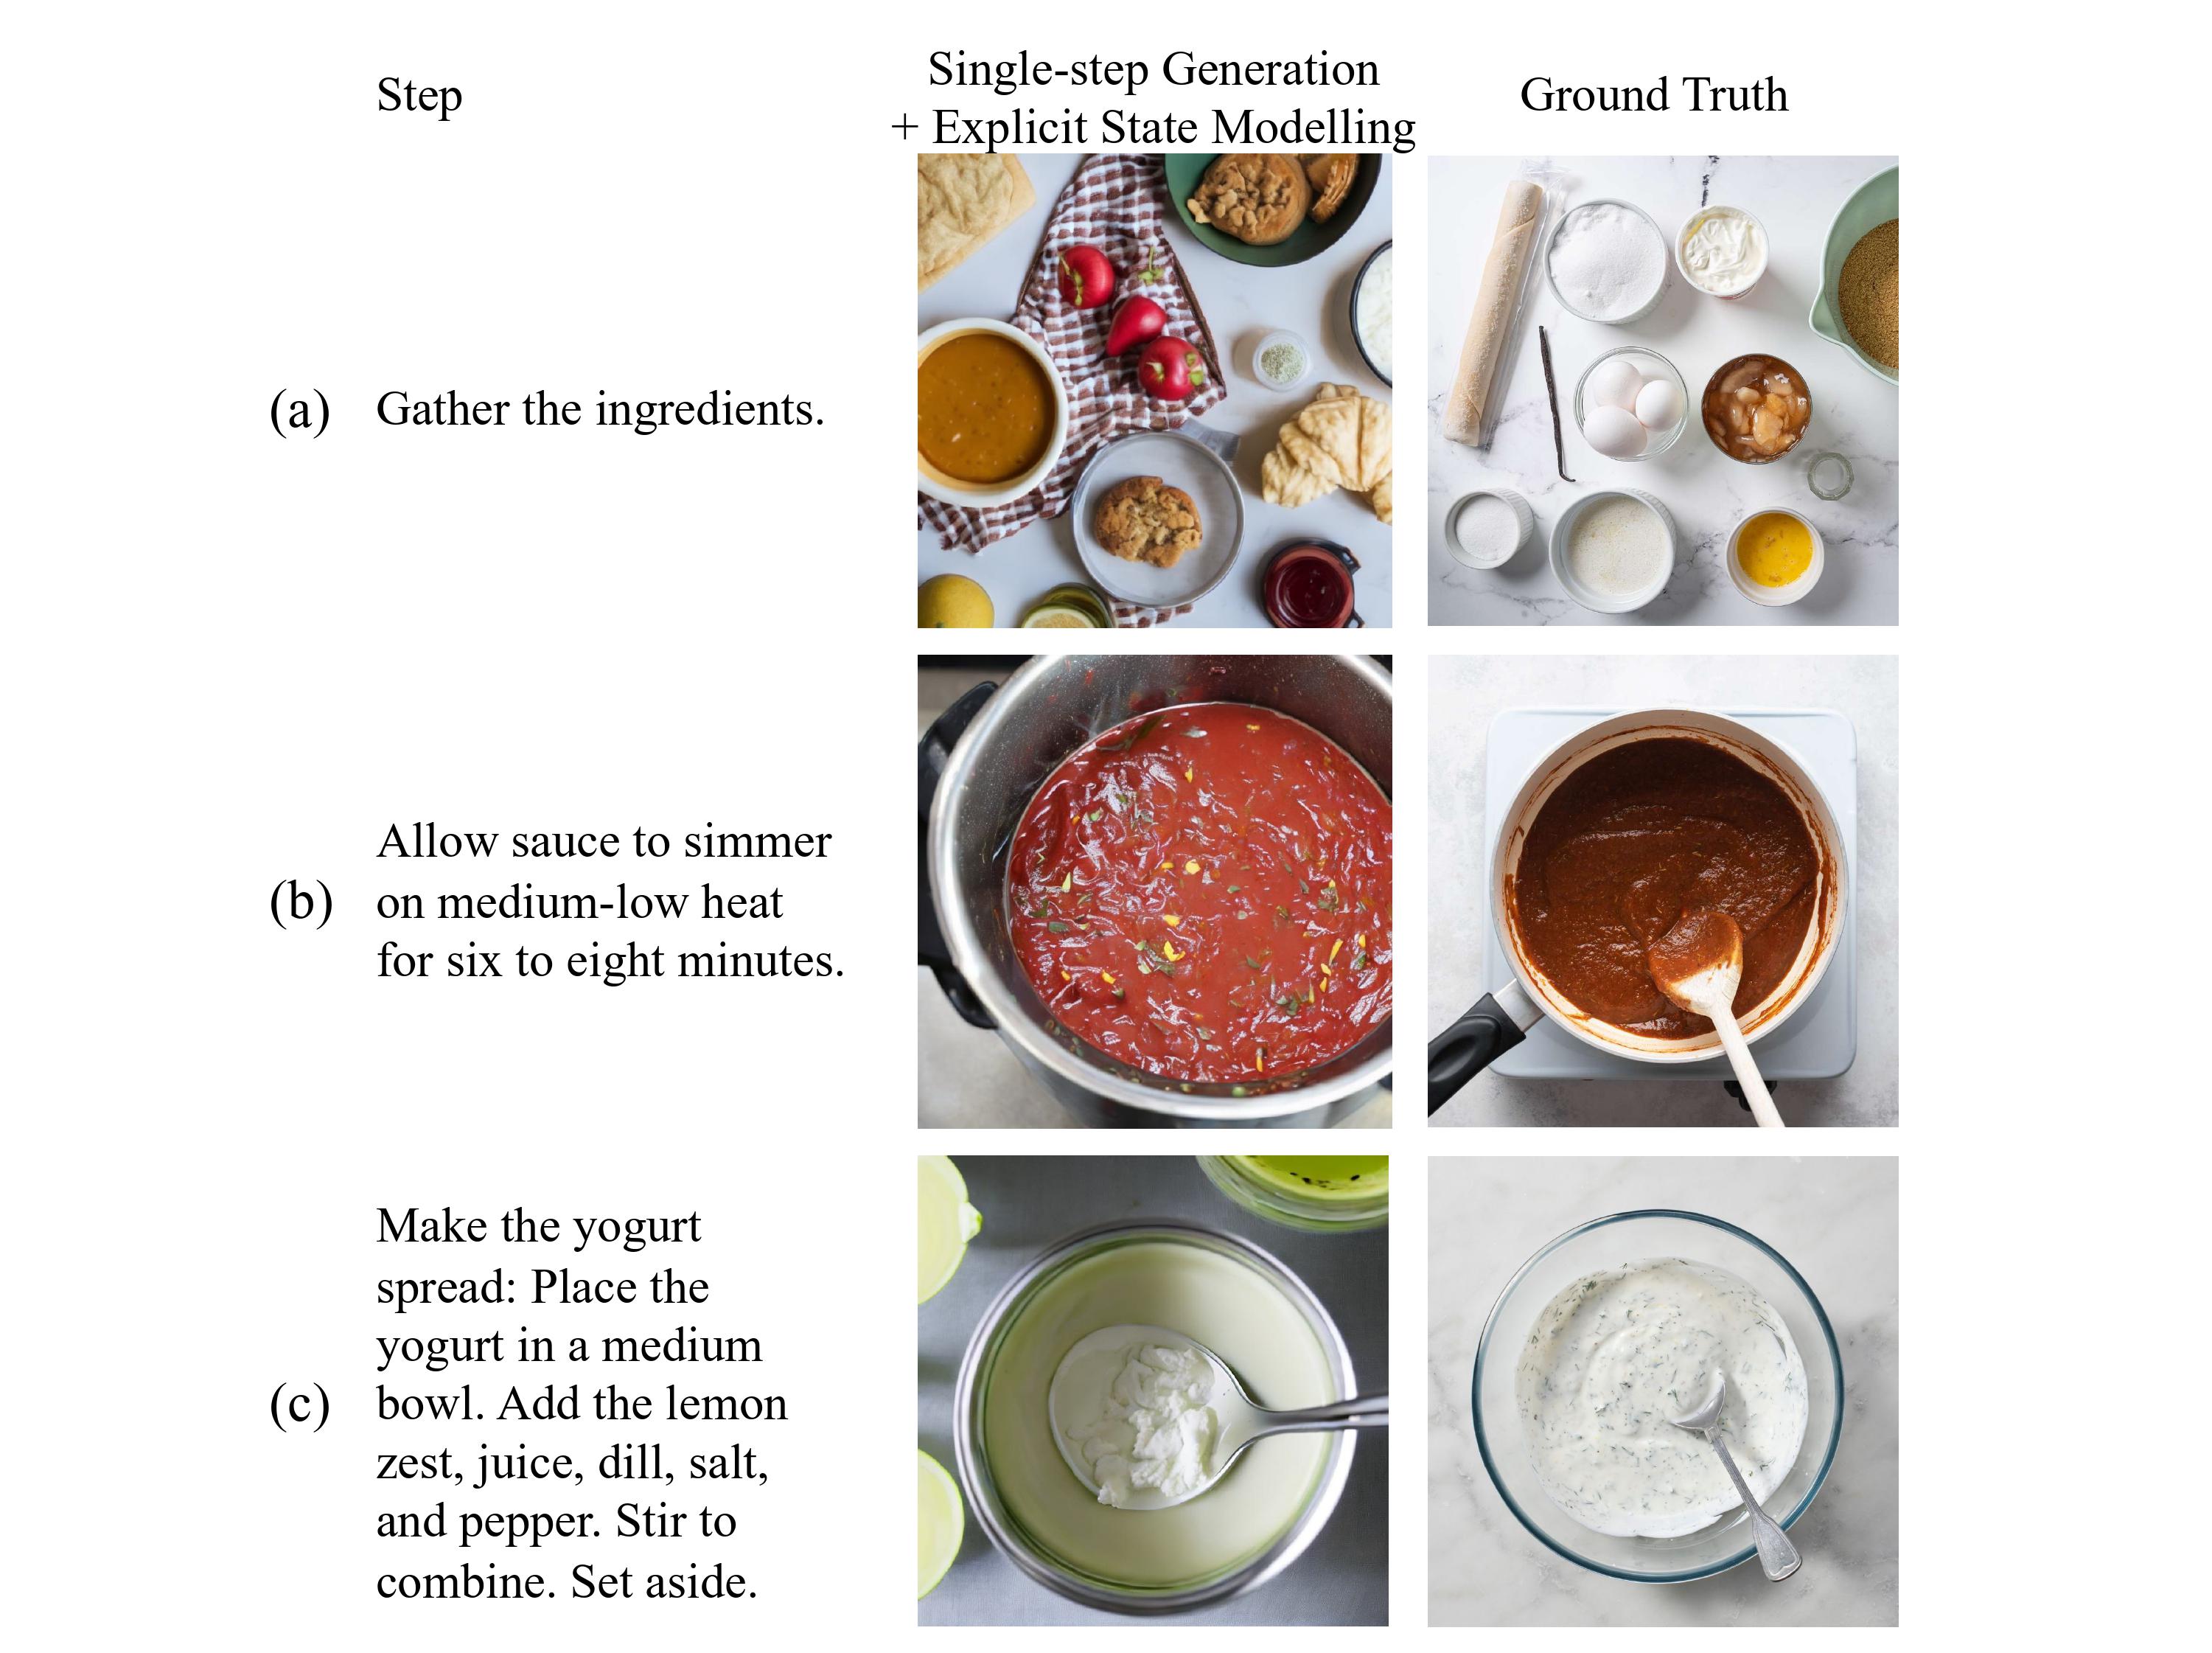 Step
Single-step Generation
+ Explicit State Modelling
Ground Truth
(a) Gather the ingredients.
Allow sauce to simmer
(b) on medium-low heat
for six to eight minutes.
Make the yogurt
spread: Place the
yogurt in a medium
(c) bowl. Add the lemon
zest, juice, dill, salt,
and pepper. Stir to
combine. Set aside.